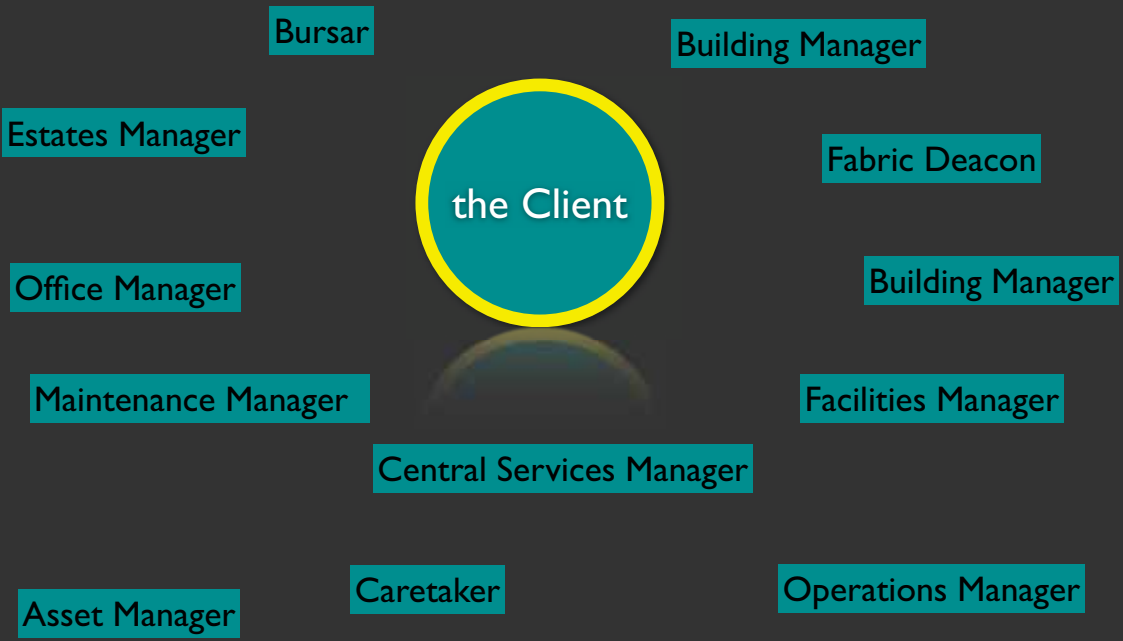 Bursar
Building Manager
Estates Manager
Fabric Deacon
the Client
Office Manager
Building Manager
Maintenance Manager
Facilities Manager
Central Services Manager
Caretaker
Operations Manager
Asset Manager